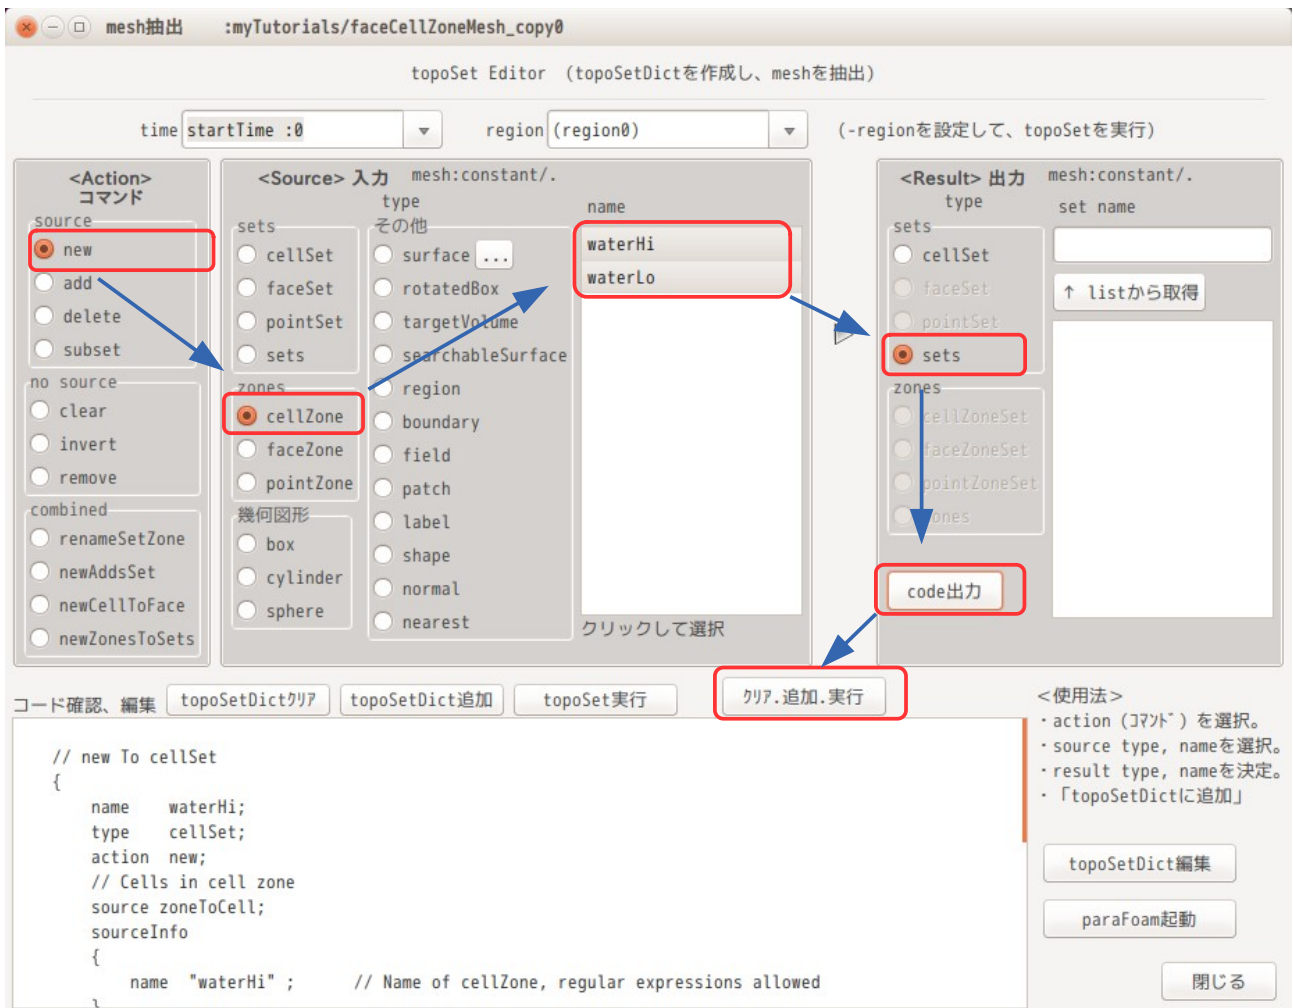 mesh抽出 :myTutorials/faceCellZoneMesh_copy0
topoSet Editor (topoSetDictを作成し、meshを抽出)
time startTime :0 region (region0) (-regionを設定して、topoSetを実行)
<Action>
コマンド
source
new
add
delete
subset
no source
clear
invert
remove
combined
renameSetZone
newAddsSet
newCellToFace
newZonesToSets
<Source> 入力 mesh:constant/.
type
sets
cellSet
faceSet
pointSet
sets
zones
cellZone
faceZone
pointZone
幾何図形
box
cylinder
sphere
その他
surface ...
rotatedBox
targetVolume
searchableSurface
region
boundary
field
patch
label
shape
normal
nearest
name
waterHi
waterLo
クリックして選択
<Result> 出力 mesh:constant/.
type
sets
cellSet
faceSet
pointSet
sets
zones
cellZoneSet
faceZoneSet
pointZoneSet
zones
code出力
set name
↑ listから取得
コード確認、編集 topoSetDictｸﾘｱ topoSetDict追加 topoSet実行 ｸﾘｱ.追加.実行
// new To cellSet
{
name waterHi;
type cellSet;
action new;
// Cells in cell zone
source zoneToCell;
sourceInfo
{
name "waterHi" ; // Name of cellZone, regular expressions allowed
}
<使用法>
・action (ｺﾏﾝﾄﾞ) を選択。
・source type, nameを選択。
・result type, nameを決定。
・「topoSetDictに追加」
topoSetDict編集
paraFoam起動
閉じる